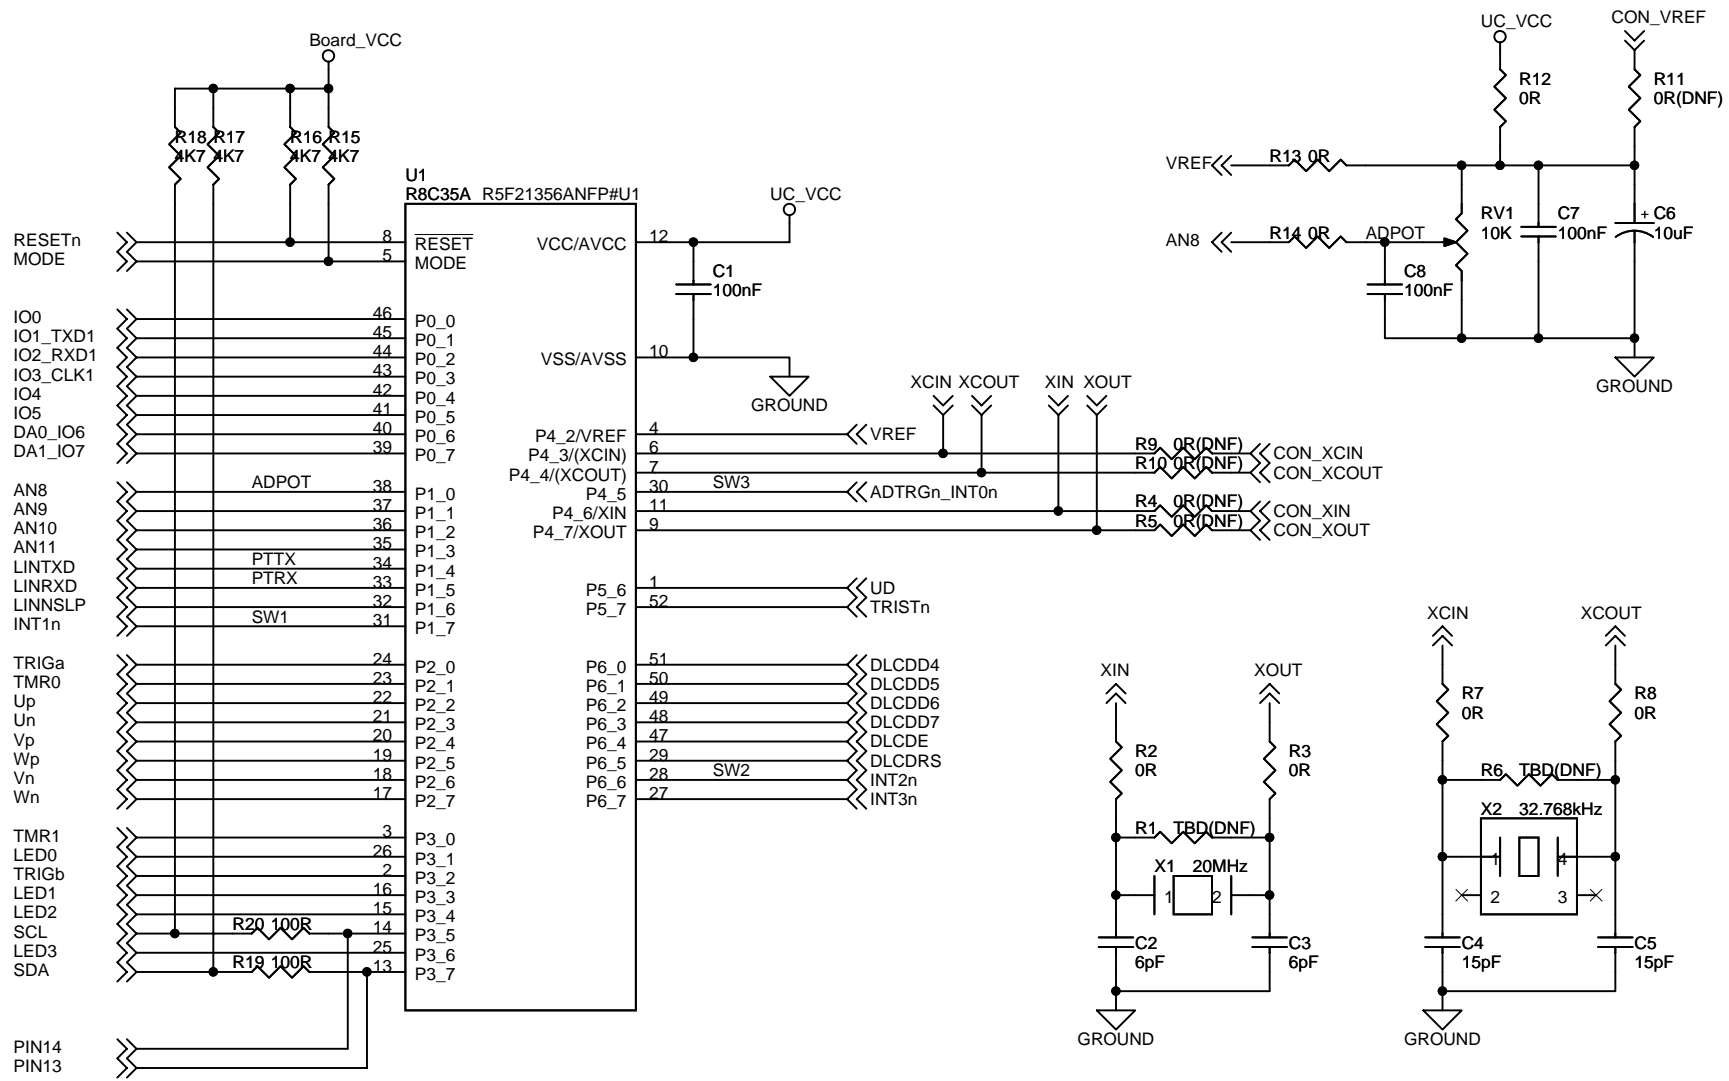 Board_VCC
R18 R17 R16 R15
4K7 4K7 4K7 4K7
U1
R8C35A R5F21356ANFP#U1
RESETn 8 RESET
MODE 5 MODE
IO0 46 P0_0
IO1_TXD1 45 P0_1
IO2_RXD1 44 P0_2
IO3_CLK1 43 P0_3
IO4 42 P0_4
IO5 41 P0_5
DA0_IO6 40 P0_6
DA1_IO7 39 P0_7
AN8 ADPOT 38 P1_0
AN9 37 P1_1
AN10 36 P1_2
AN11 35 P1_3
LINTXD PTTX 34 P1_4
LINRXD PTRX 33 P1_5
LINNSLP 32 P1_6
INT1n SW1 31 P1_7
TRIGa 24 P2_0
TMR0 23 P2_1
Up 22 P2_2
Un 21 P2_3
Vp 20 P2_4
Wp 19 P2_5
Vn 18 P2_6
Wn 17 P2_7
TMR1 3 P3_0
LED0 26 P3_1
TRIGb 2 P3_2
LED1 16 P3_3
LED2 15 P3_4
SCL R20 100R 14 P3_5
LED3 25 P3_6
SDA R19 100R 13 P3_7
PIN14
PIN13
UC_VCC
VCC/AVCC 12
C1
100nF
VSS/AVSS 10
GROUND
XCIN XCOUT XIN XOUT
P4_2/VREF 4 VREF
P4_3/(XCIN) 6 R9 0R(DNF) CON_XCIN
P4_4/(XCOUT) 7 R10 0R(DNF) CON_XCOUT
P4_5 30 SW3 ADTRGn_INT0n
P4_6/XIN 11 R4 0R(DNF) CON_XIN
P4_7/XOUT 9 R5 0R(DNF) CON_XOUT
P5_6 1 UD
P5_7 52 TRISTn
P6_0 51 DLCDD4
P6_1 50 DLCDD5
P6_2 49 DLCDD6
P6_3 48 DLCDD7
P6_4 47 DLCDE
P6_5 29 DLCDRS
P6_6 28 SW2 INT2n
P6_7 27 INT3n
UC_VCC CON_VREF
R12 R11
0R 0R(DNF)
VREF R13 0R
AN8 R14 0R ADPOT
RV1 C7 + C6
10K 100nF 10uF
C8
100nF
GROUND
XIN XOUT
R2 R3
0R 0R
R1 TBD(DNF)
X1 20MHz
1 2
C2 C3
6pF 6pF
GROUND
XCIN XCOUT
R7 R8
0R 0R
R6 TBD(DNF)
X2 32.768kHz
1 4
2 3
C4 C5
15pF 15pF
GROUND